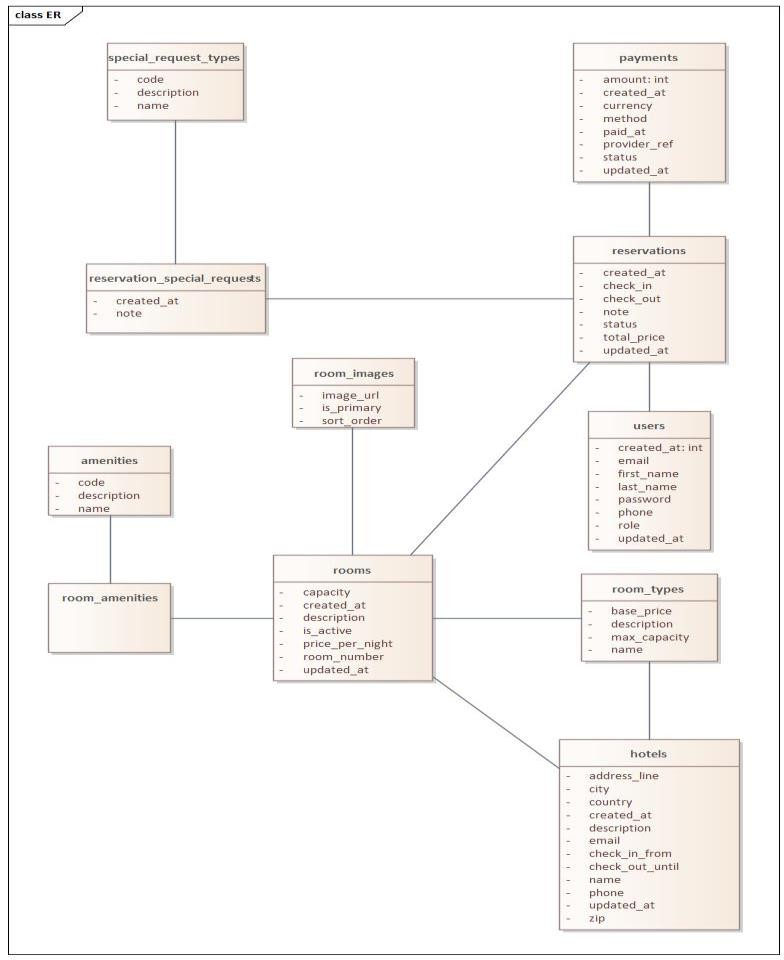 class ER
special_request_types
- code
- description
- name
payments
- amount: int
- created_at
- currency
- method
- paid_at
- provider_ref
- status
- updated_at
reservation_special_requests
- created_at
- note
reservations
- created_at
- check_in
- check_out
- note
- status
- total_price
- updated_at
room_images
- image_url
- is_primary
- sort_order
users
- created_at: int
- email
- first_name
- last_name
- password
- phone
- role
- updated_at
amenities
- code
- description
- name
room_amenities
rooms
- capacity
- created_at
- description
- is_active
- price_per_night
- room_number
- updated_at
room_types
- base_price
- description
- max_capacity
- name
hotels
- address_line
- city
- country
- created_at
- description
- email
- check_in_from
- check_out_until
- name
- phone
- updated_at
- zip